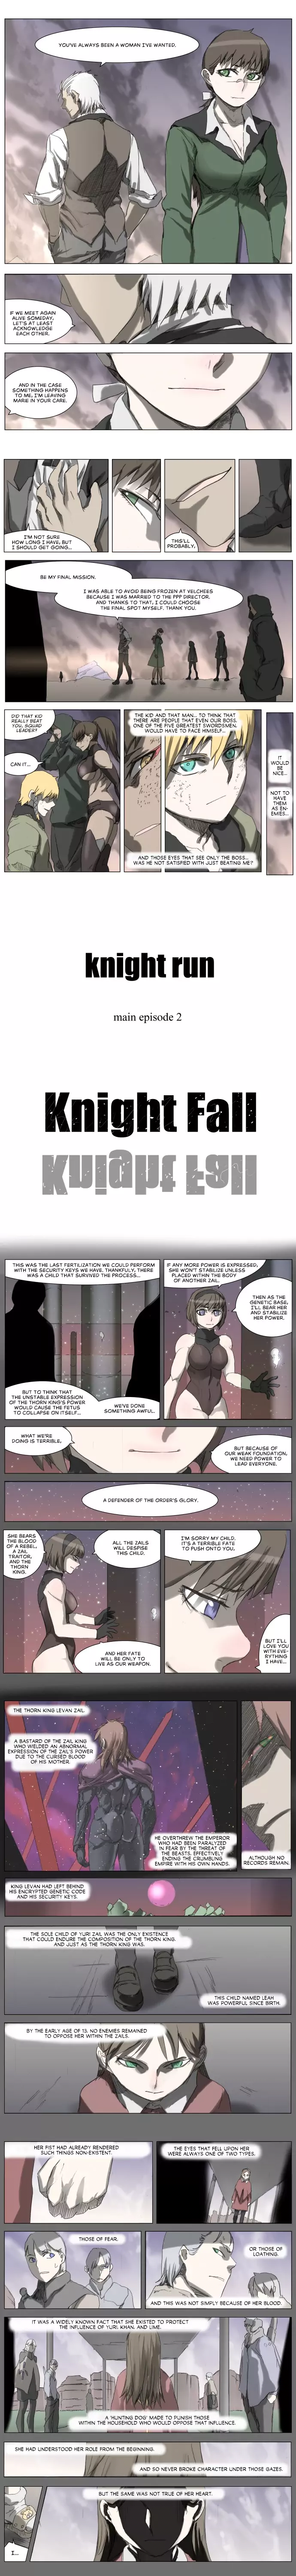 YOU'VE ALWAYS BEEN A WOMAN I'VE WANTED.
IF WE MEET AGAIN
ALIVE SOMEDAY,
LET'S AT LEAST
ACKNOWLEDGE
EACH OTHER.
AND IN THE CASE
SOMETHING HAPPENS
TO ME, I'M LEAVING
MARIE IN YOUR CARE.
I'M NOT SURE
HOW LONG I HAVE, BUT
I SHOULD GET GOING...
THIS'LL
PROBABLY,
BE MY FINAL MISSION.
I WAS ABLE TO AVOID BEING FROZEN AT VELCHEES
BECAUSE I WAS MARRIED TO THE PPP DIRECTOR.
AND THANKS TO THAT, I COULD CHOOSE
THE FINAL SPOT MYSELF. THANK YOU.
DID THAT KID
REALLY BEAT
YOU, SQUAD
LEADER?
CAN IT...
THE KID AND THAT MAN... TO THINK THAT
THERE ARE PEOPLE THAT EVEN OUR BOSS,
ONE OF THE FIVE GREATEST SWORDSMEN,
WOULD HAVE TO FACE HIMSELF...
AND THOSE EYES THAT SEE ONLY THE BOSS...
WAS HE NOT SATISFIED WITH JUST BEATING ME?
IT
WOULD
BE
NICE...
NOT TO
HAVE
THEM
AS EN-
EMIES...
knight run
main episode 2
Knight Fall
THIS WAS THE LAST FERTILIZATION WE COULD PERFORM
WITH THE SECURITY KEYS WE HAVE. THANKFULLY, THERE
WAS A CHILD THAT SURVIVED THE PROCESS...
BUT TO THINK THAT
THE UNSTABLE EXPRESSION
OF THE THORN KING'S POWER
WOULD CAUSE THE FETUS
TO COLLAPSE ON ITSELF...
WE'VE DONE
SOMETHING AWFUL.
IF ANY MORE POWER IS EXPRESSED,
SHE WON'T STABILIZE UNLESS
PLACED WITHIN THE BODY
OF ANOTHER ZAIL.
THEN AS THE
GENETIC BASE,
I'LL BEAR HER
AND STABILIZE
HER POWER.
WHAT WE'RE
DOING IS TERRIBLE,
BUT BECAUSE OF
OUR WEAK FOUNDATION,
WE NEED POWER TO
LEAD EVERYONE.
A DEFENDER OF THE ORDER'S GLORY.
SHE BEARS
THE BLOOD
OF A REBEL,
A ZAIL
TRAITOR,
AND THE
THORN
KING.
ALL THE ZAILS
WILL DESPISE
THIS CHILD.
AND HER FATE
WILL BE ONLY TO
LIVE AS OUR WEAPON.
I'M SORRY MY CHILD.
IT'S A TERRIBLE FATE
TO PUSH ONTO YOU.
BUT I'LL
LOVE YOU
WITH EVE-
RYTHING
I HAVE...
THE THORN KING LEVAN ZAIL
A BASTARD OF THE ZAIL KING
WHO WIELDED AN ABNORMAL
EXPRESSION OF THE ZAIL'S POWER
DUE TO THE CURSED BLOOD
OF HIS MOTHER.
HE OVERTHREW THE EMPEROR
WHO HAD BEEN PARALYZED
IN FEAR BY THE THREAT OF
THE BEASTS, EFFECTIVELY
ENDING THE CRUMBLING
EMPIRE WITH HIS OWN HANDS.
ALTHOUGH NO
RECORDS REMAIN,
KING LEVAN HAD LEFT BEHIND
HIS ENCRYPTED GENETIC CODE
AND HIS SECURITY KEYS.
THE SOLE CHILD OF YURI ZAIL WAS THE ONLY EXISTENCE
THAT COULD ENDURE THE COMPOSITION OF THE THORN KING.
AND JUST AS THE THORN KING WAS,
THIS CHILD NAMED LEAH
WAS POWERFUL SINCE BIRTH.
BY THE EARLY AGE OF 13, NO ENEMIES REMAINED
TO OPPOSE HER WITHIN THE ZAILS.
HER FIST HAD ALREADY RENDERED
SUCH THINGS NON-EXISTENT.
THE EYES THAT FELL UPON HER
WERE ALWAYS ONE OF TWO TYPES.
THOSE OF FEAR,
OR THOSE OF
LOATHING.
AND THIS WAS NOT SIMPLY BECAUSE OF HER BLOOD.
IT WAS A WIDELY KNOWN FACT THAT SHE EXISTED TO PROTECT
THE INFLUENCE OF YURI, KHAN, AND LIME.
A 'HUNTING DOG' MADE TO PUNISH THOSE
WITHIN THE HOUSEHOLD WHO WOULD OPPOSE THAT INFLUENCE.
SHE HAD UNDERSTOOD HER ROLE FROM THE BEGINNING.
AND SO NEVER BROKE CHARACTER UNDER THOSE GAZES.
BUT THE SAME WAS NOT TRUE OF HER HEART.
I...